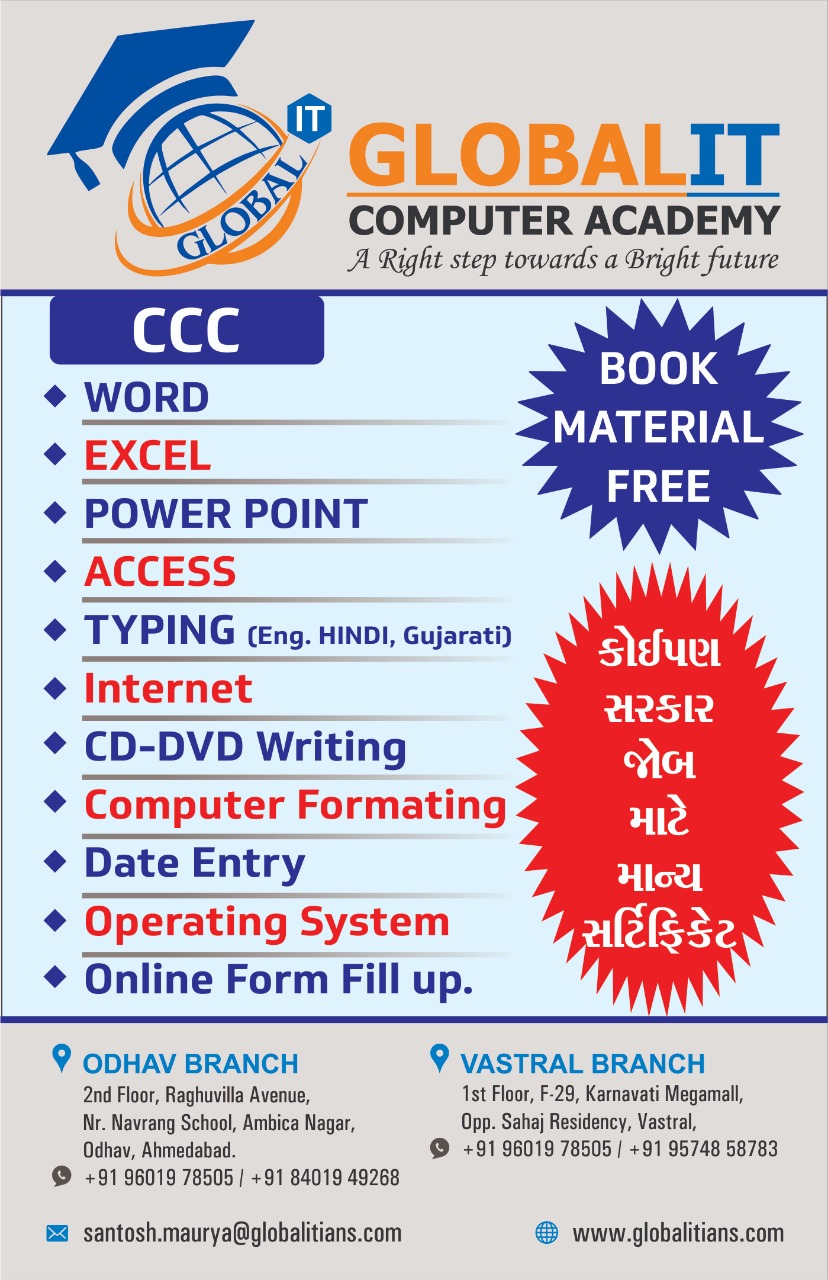 IT
GLOBAL
GLOBALIT
COMPUTER ACADEMY
A Right step towards a Bright future
CCC
WORD
EXCEL
POWER POINT
ACCESS
TYPING (Eng. HINDI, Gujarati)
Internet
CD-DVD Writing
Computer Formating
Date Entry
Operating System
Online Form Fill up.
BOOK
MATERIAL
FREE
કોઈપણ
સરકાર
જોબ
માટે
માન્ય
સર્ટિફિકેટ
ODHAV BRANCH
2nd Floor, Raghuvilla Avenue,
Nr. Navrang School, Ambica Nagar,
Odhav, Ahmedabad.
+91 96019 78505 / +91 84019 49268
VASTRAL BRANCH
1st Floor, F-29, Karnavati Megamall,
Opp. Sahaj Residency, Vastral,
+91 96019 78505 / +91 95748 58783
santosh.maurya@globalitians.com
www.globalitians.com